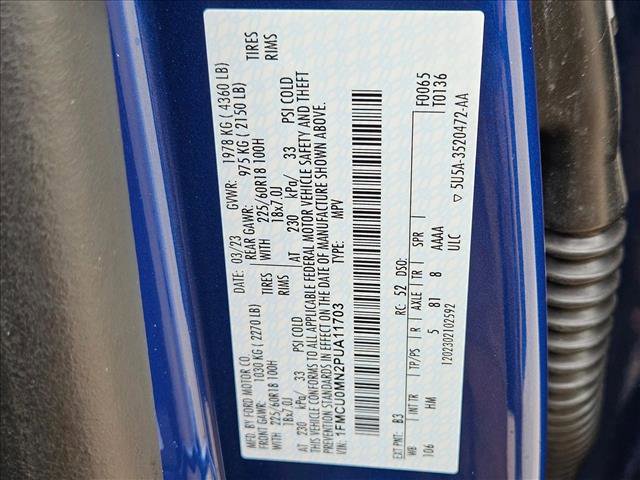 MFD. BY FORD MOTOR CO.
DATE: 03/23 GVWR: 1978 KG ( 4360 LB)
FRONT GAWR: 1030 KG ( 2270 LB) REAR GAWR: 975 KG ( 2150 LB)
WITH 225/60R18 100H TIRES WITH 225/60R18 100H TIRES
18x7.0J RIMS 18x7.0J RIMS
AT 230 kPa/ 33 PSI COLD AT 230 kPa/ 33 PSI COLD
THIS VEHICLE CONFORMS TO ALL APPLICABLE FEDERAL MOTOR VEHICLE SAFETY AND THEFT
PREVENTION STANDARDS IN EFFECT ON THE DATE OF MANUFACTURE SHOWN ABOVE.
VIN: 1FMCU0MN2PUA11703 TYPE: MPV
F0065
T0136
EXT PNT: B3 RC: 52 DSO:
WB INT TR TP/PS R AXLE TR SPR
106 HM 5 81 8 AAAA
1202302102592 ULC
▽ 5U5A-3520472-AA